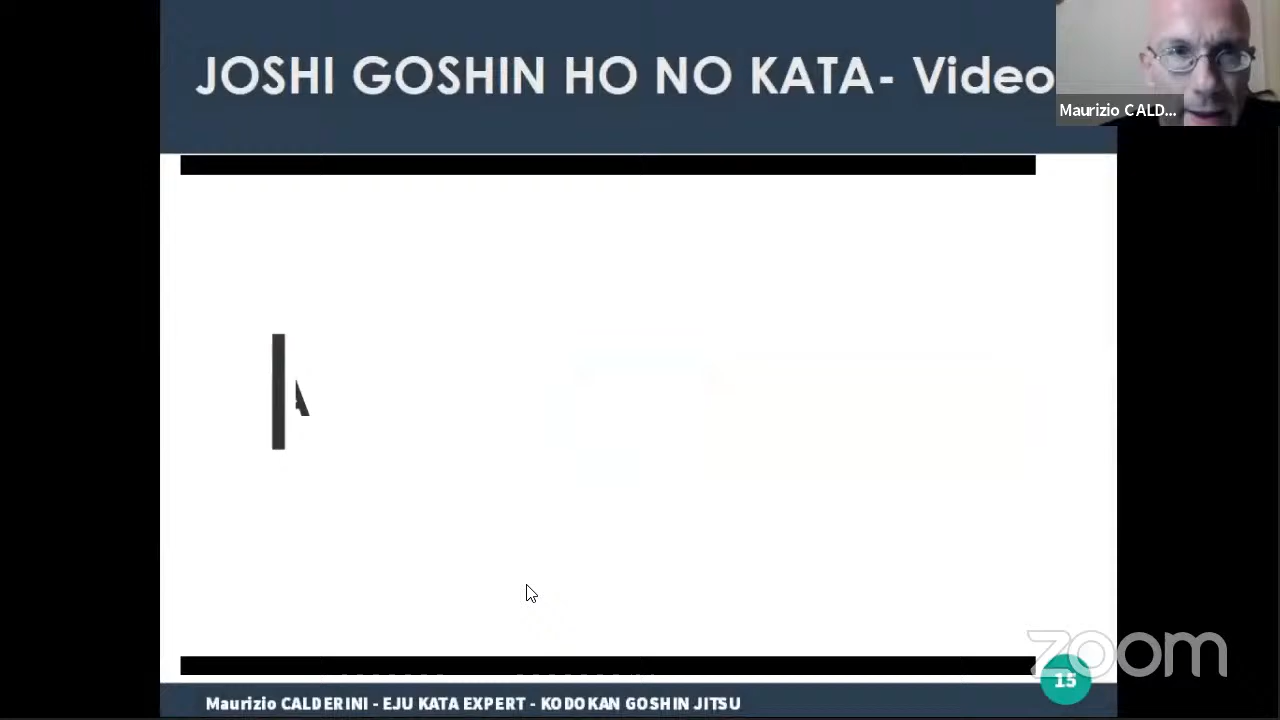 JOSHI GOSHIN HO NO KATA- Video
Maurizio CALD...
zoom
15
Maurizio CALDERINI - EJU KATA EXPERT - KODOKAN GOSHIN JITSU